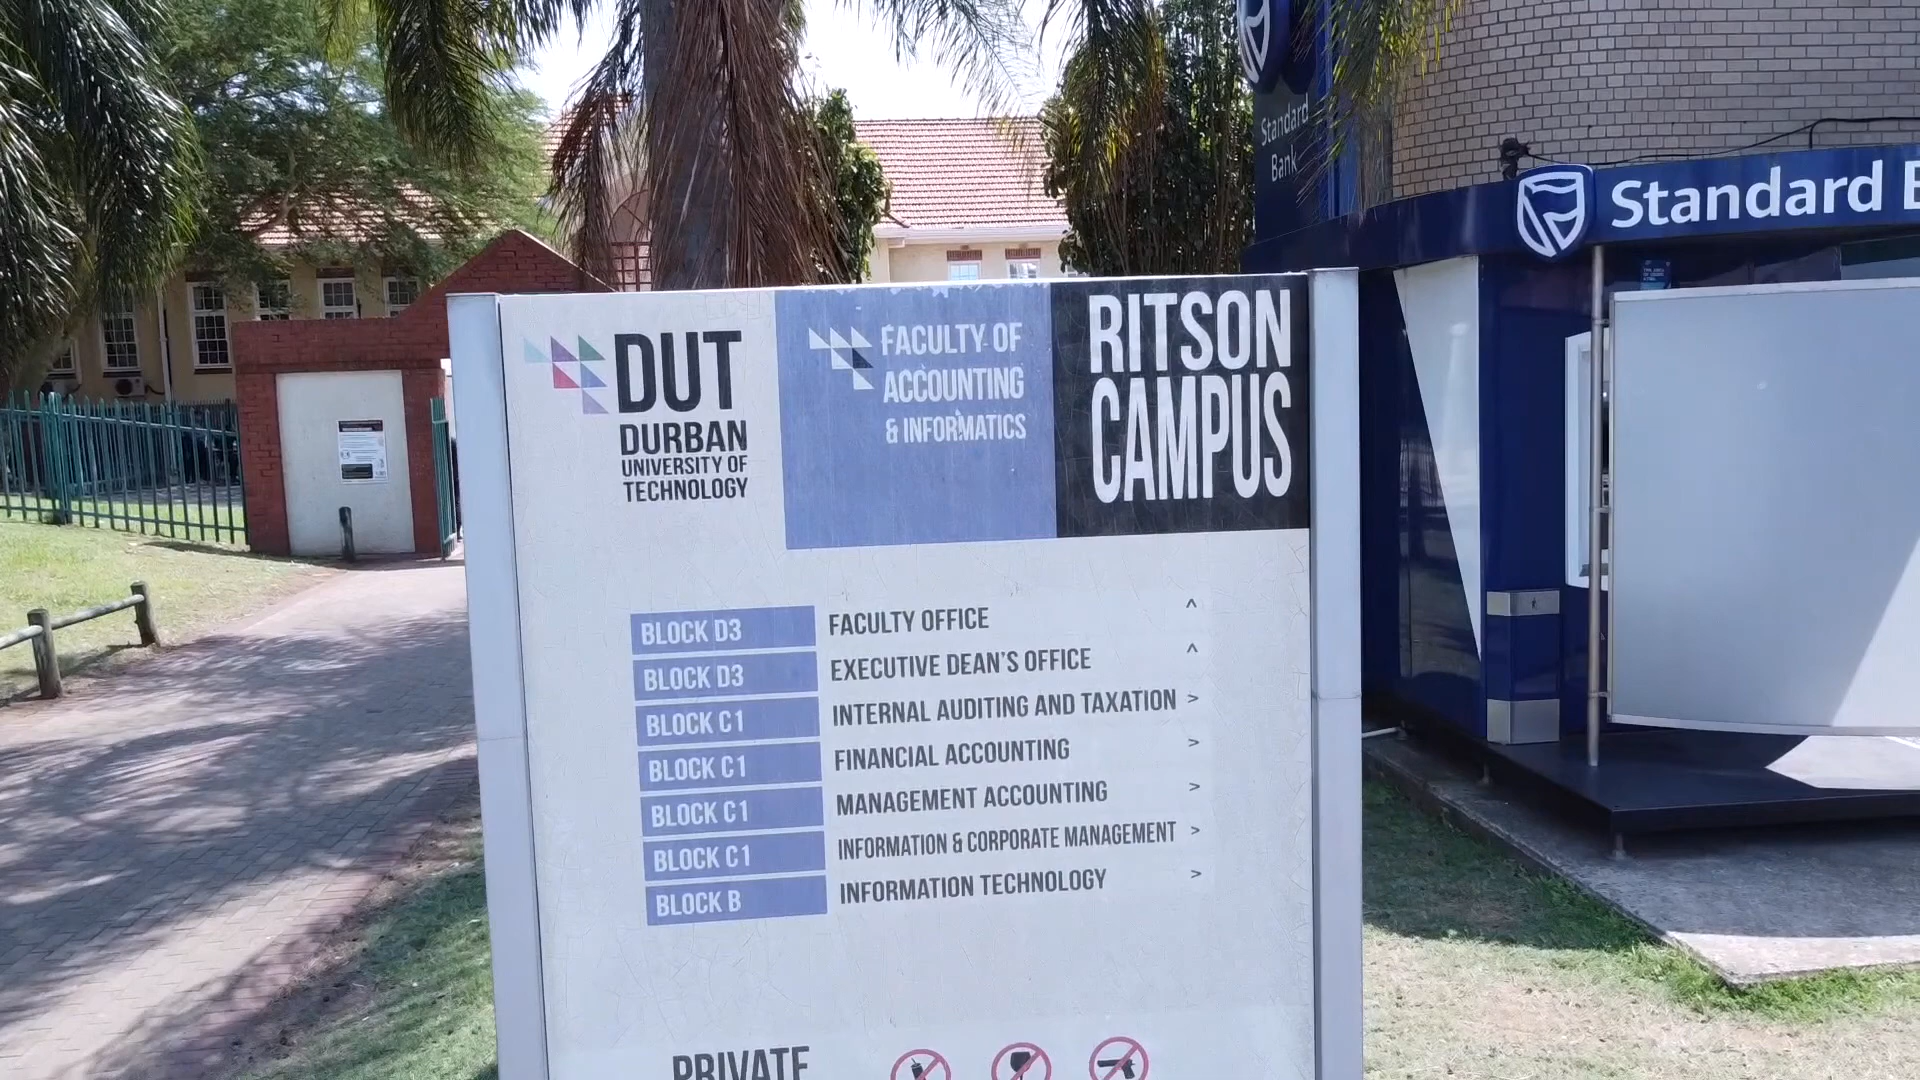 DUT
DURBAN
UNIVERSITY OF
TECHNOLOGY
FACULTY OF
ACCOUNTING
& INFORMATICS
RITSON
CAMPUS
BLOCK D3 FACULTY OFFICE ^
BLOCK D3 EXECUTIVE DEAN'S OFFICE ^
BLOCK C1 INTERNAL AUDITING AND TAXATION >
BLOCK C1 FINANCIAL ACCOUNTING >
BLOCK C1 MANAGEMENT ACCOUNTING >
BLOCK C1 INFORMATION & CORPORATE MANAGEMENT >
BLOCK B INFORMATION TECHNOLOGY >
PRIVATE
Standard
Bank
Standard B